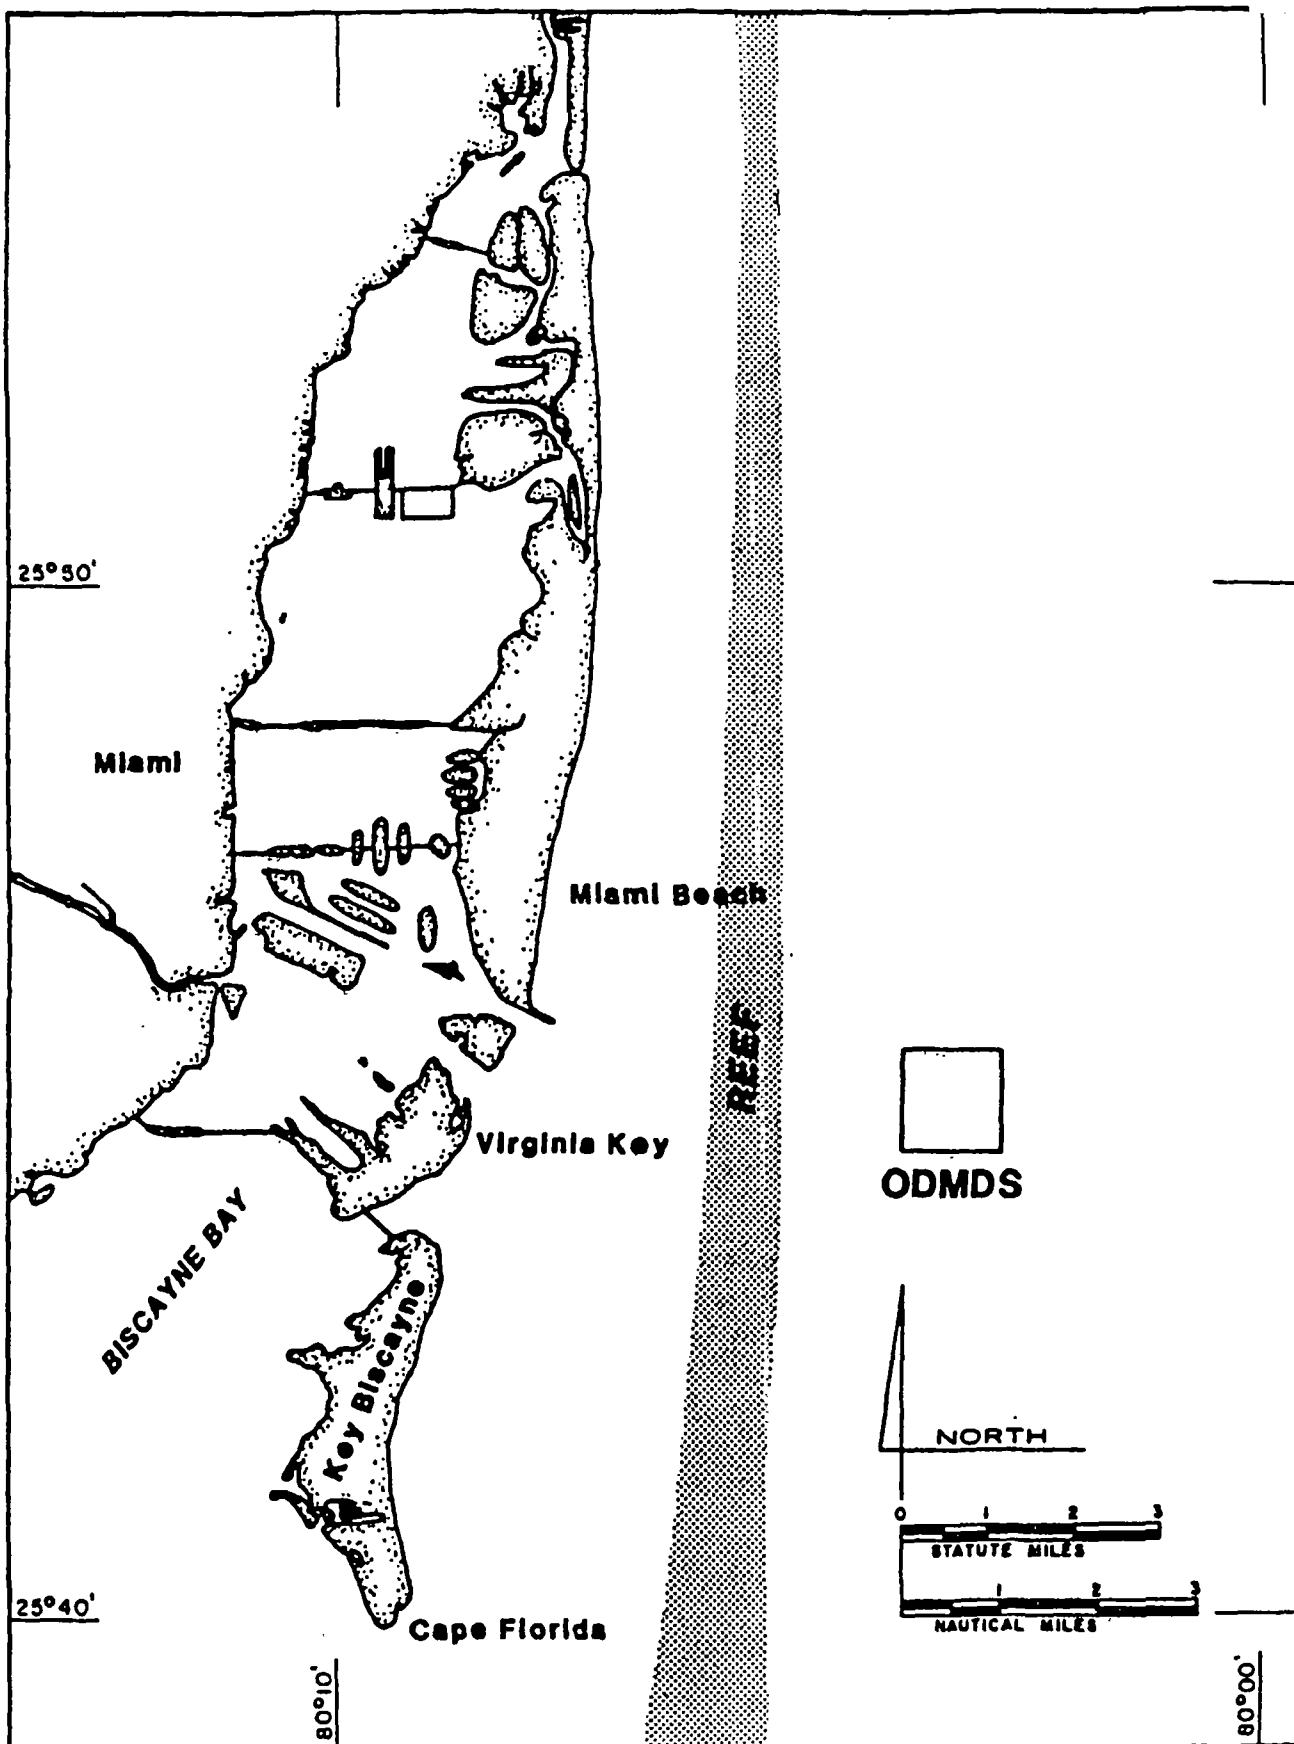 25°50'
Miami
Miami Beach
REEF
ODMDS
Virginia Key
BISCAYNE BAY
Key Biscayne
NORTH
0 1 2 3
STATUTE MILES
1 2 3
NAUTICAL MILES
25°40'
Cape Florida
80°10'
80°00'